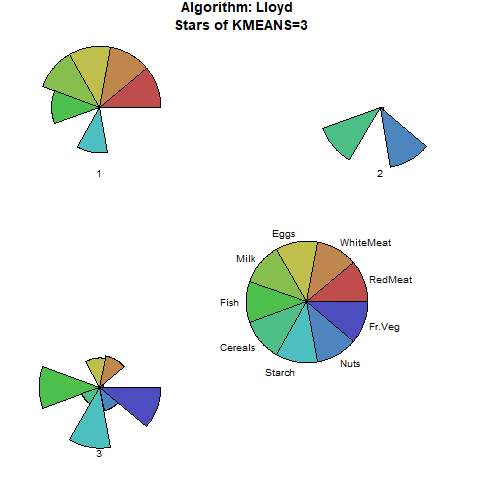 Algorithm: Lloyd
Stars of KMEANS=3
1
2
Eggs
WhiteMeat
Milk
RedMeat
Fish
Fr.Veg
Cereals
Nuts
Starch
3